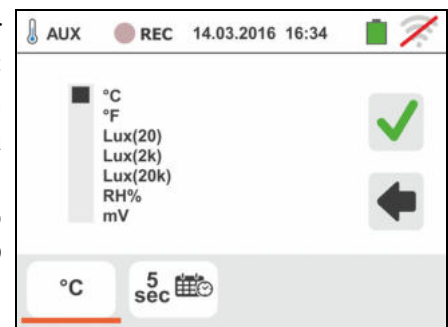 AUX REC 14.03.2016 16:34
°C
°F
Lux(20)
Lux(2k)
Lux(20k)
RH%
mV
°C 5 sec